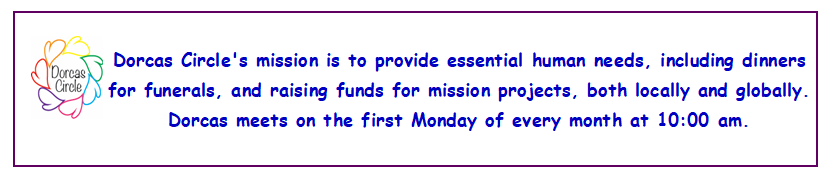 Dorcas
Circle
Dorcas Circle's mission is to provide essential human needs, including dinners
for funerals, and raising funds for mission projects, both locally and globally.
Dorcas meets on the first Monday of every month at 10:00 am.